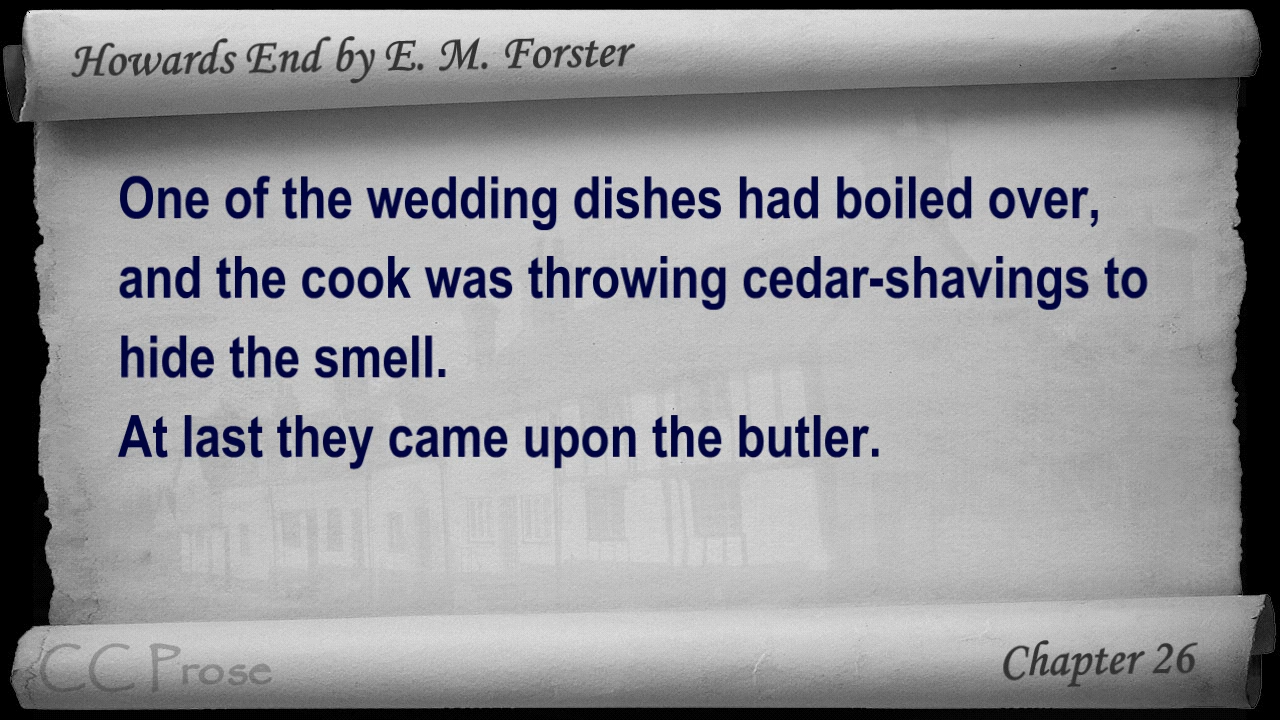 Howards End by E. M. Forster
One of the wedding dishes had boiled over,
and the cook was throwing cedar-shavings to
hide the smell.
At last they came upon the butler.
CC Prose
Chapter 26